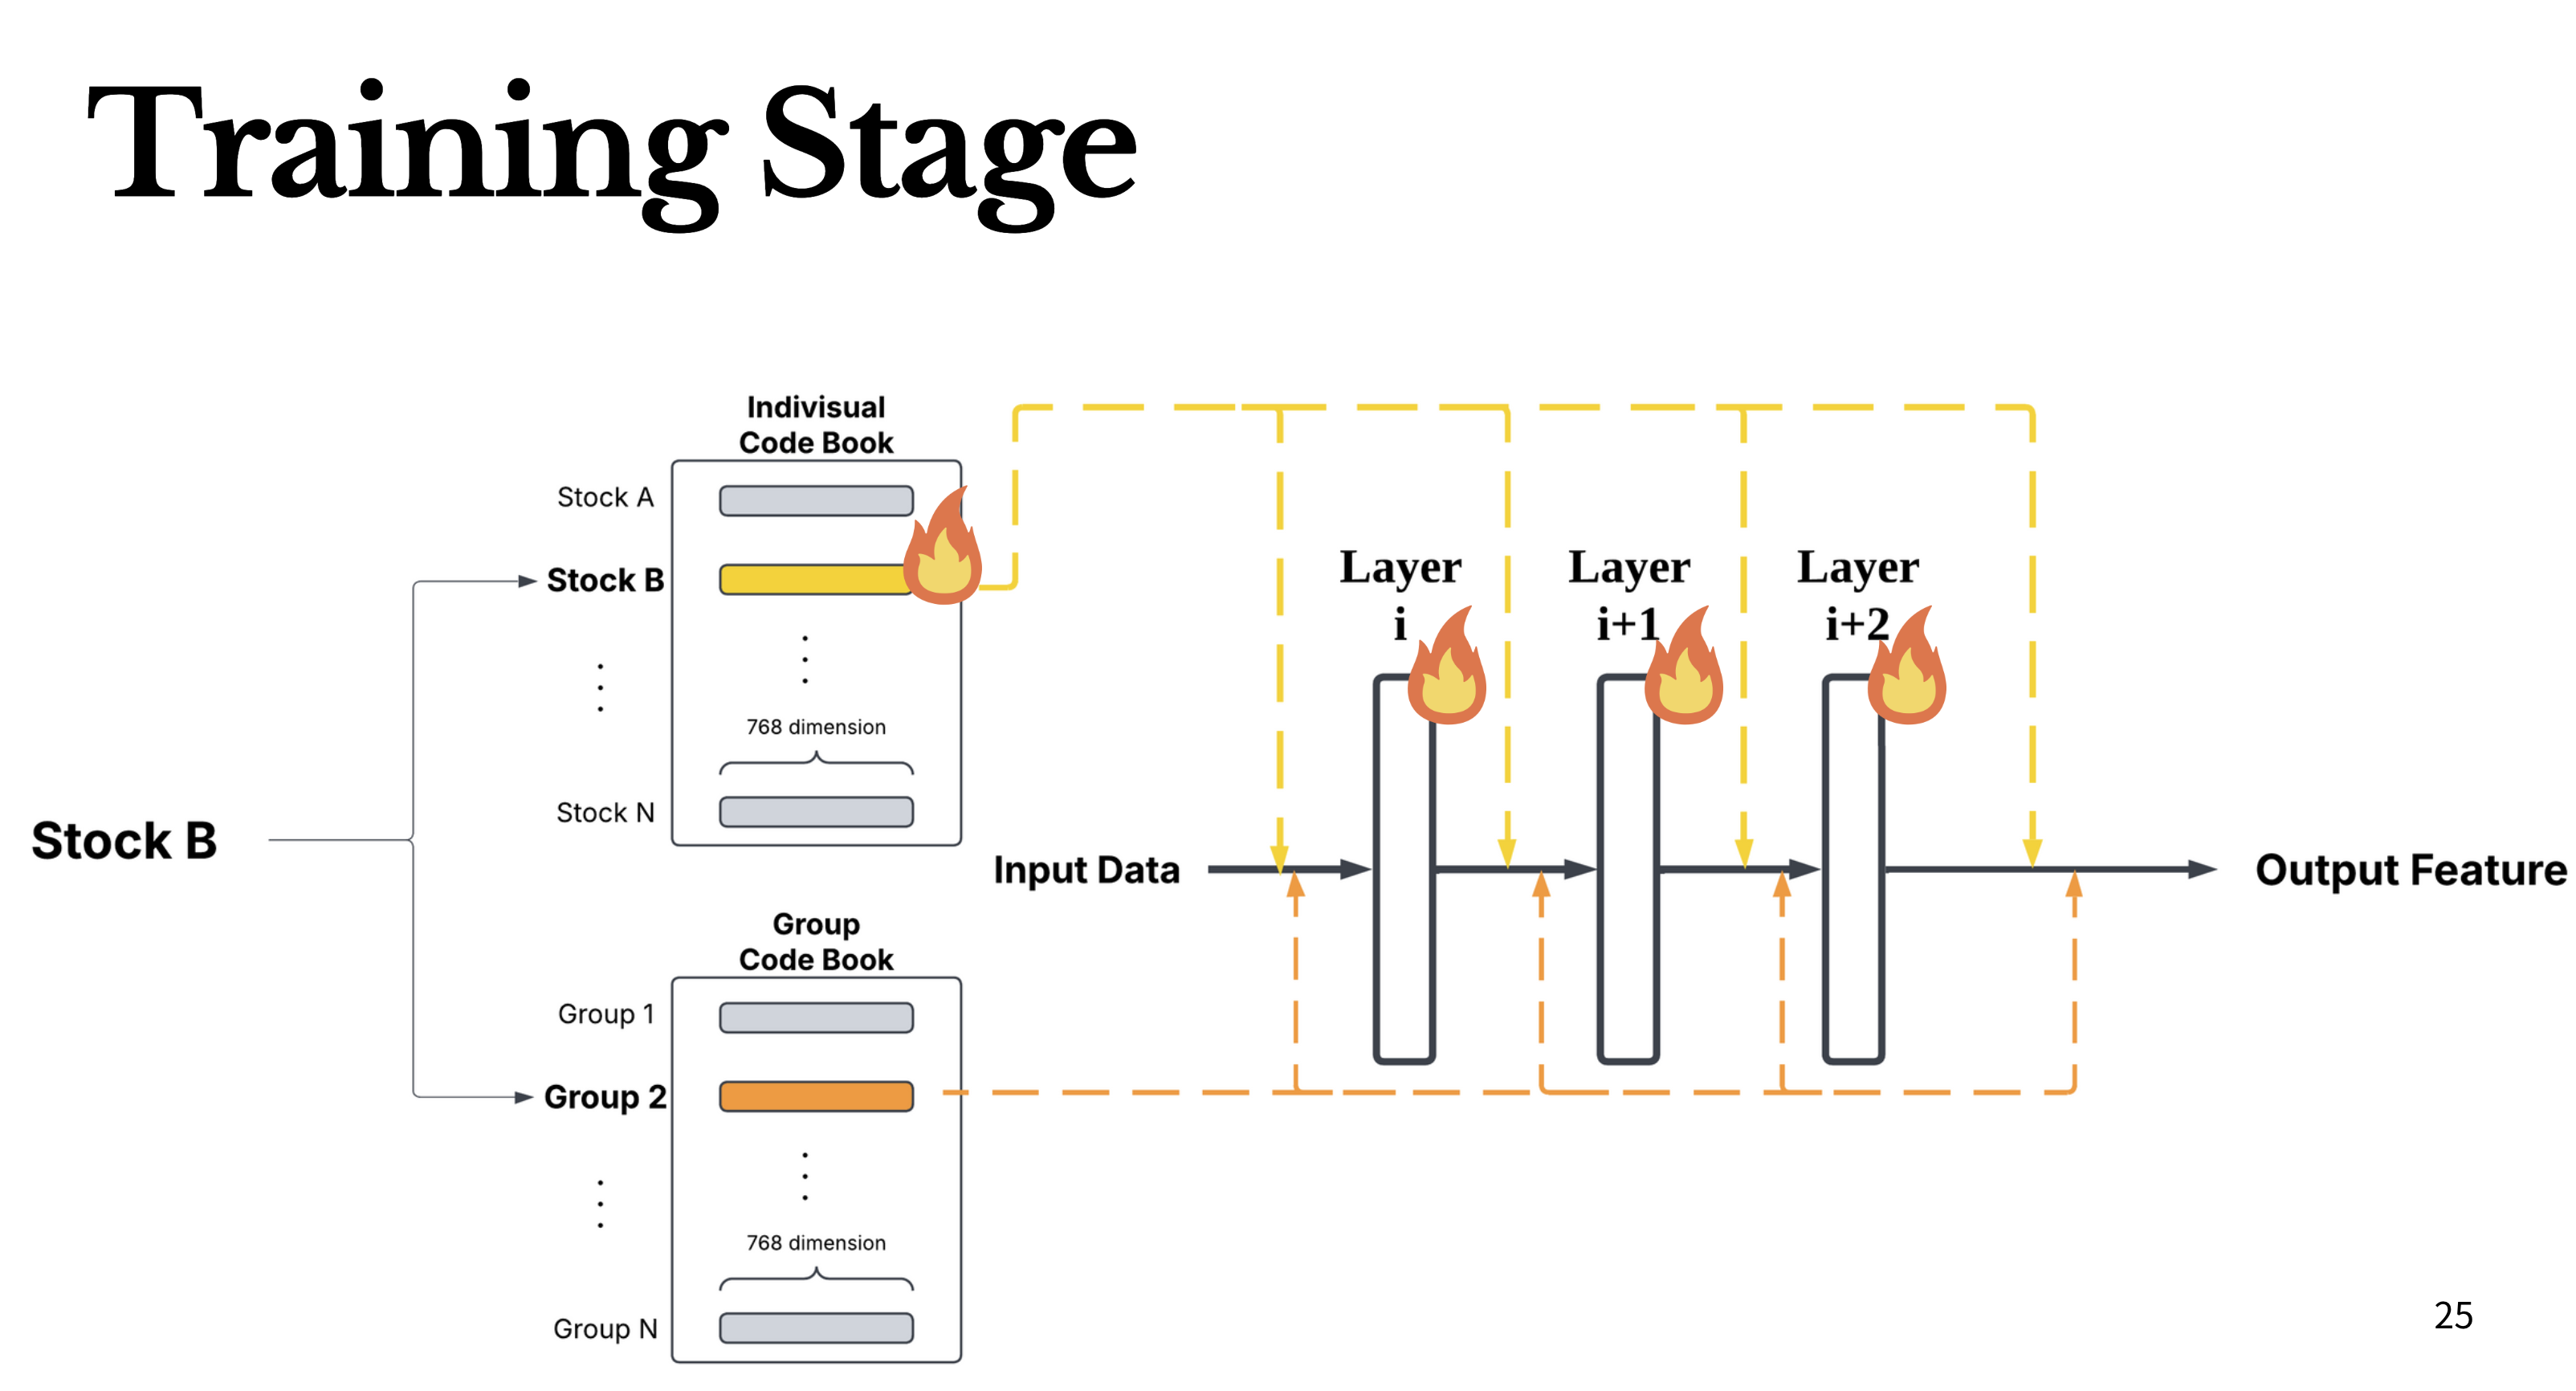 Training Stage
Indivisual
Code Book
Stock A
Stock B
768 dimension
Stock N
Stock B
Group
Code Book
Group 1
Group 2
768 dimension
Group N
Layer
i
Layer
i+1
Layer
i+2
Input Data
Output Feature
25